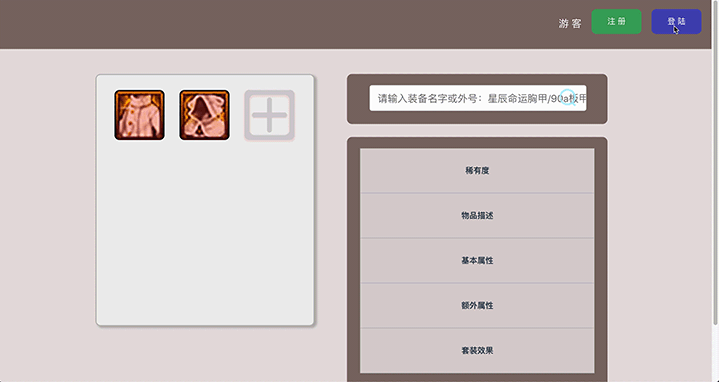 游客
注册
登陆
请输入装备名字或外号：星辰命运胸甲/90a板甲
稀有度
物品描述
基本属性
额外属性
套装效果